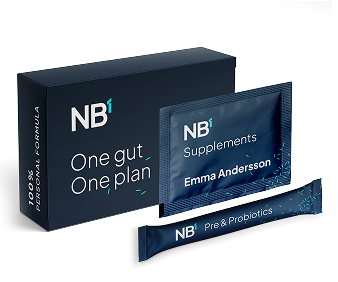 NB¹
One gut
One plan
100%
PERSONAL FORMULA
NB¹
Supplements
Emma Andersson
NB¹ Pre & Probiotics